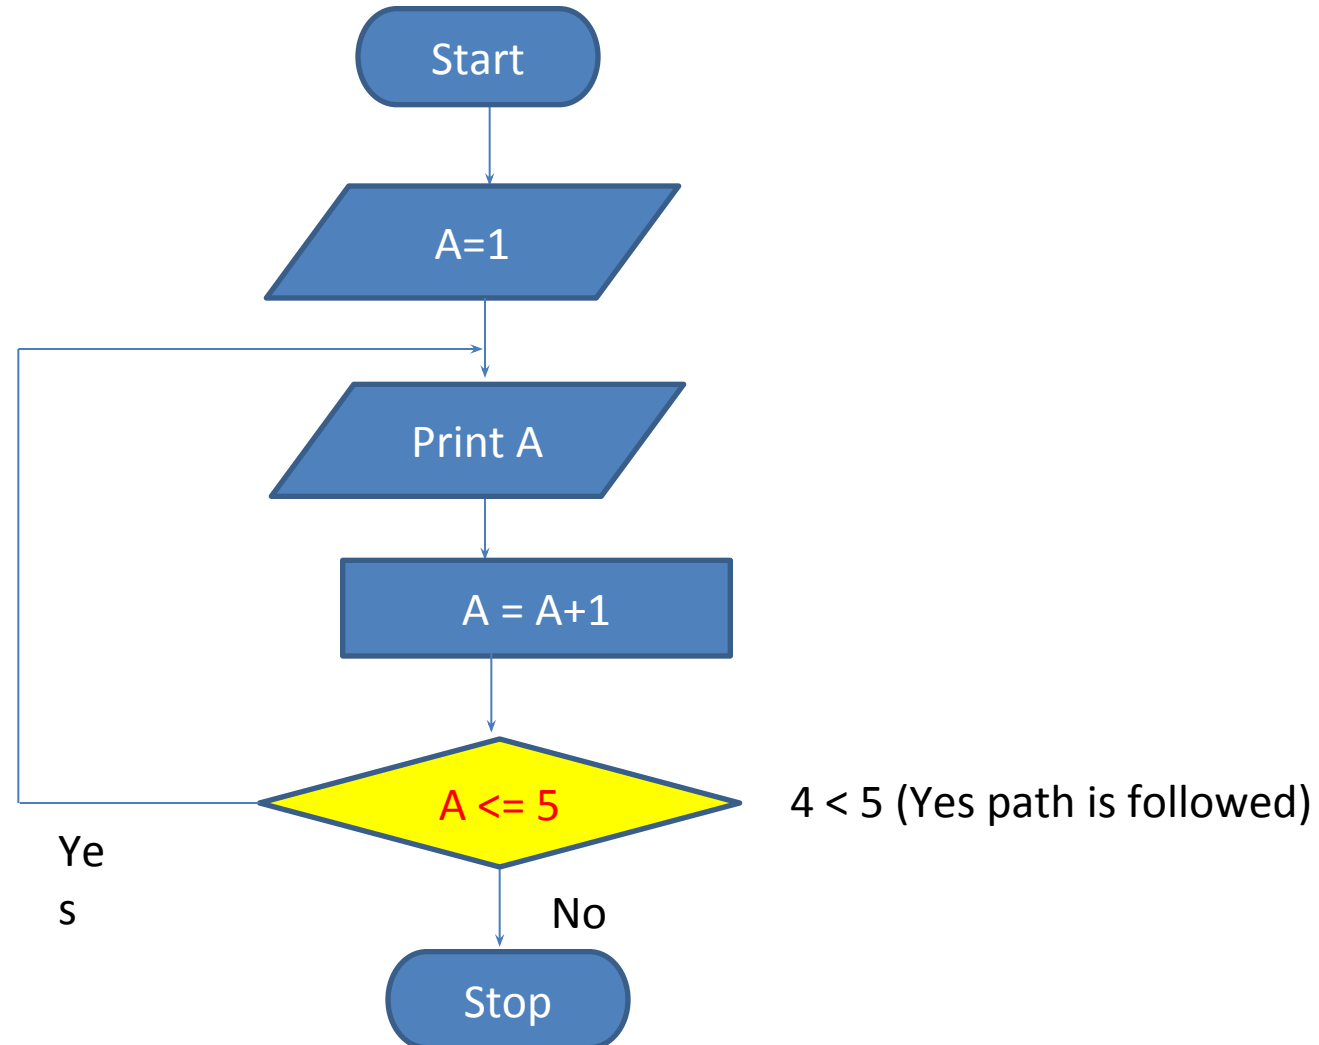 Start
A=1
Print A
A = A+1
A <= 5
4 < 5 (Yes path is followed)
Ye
s
No
Stop